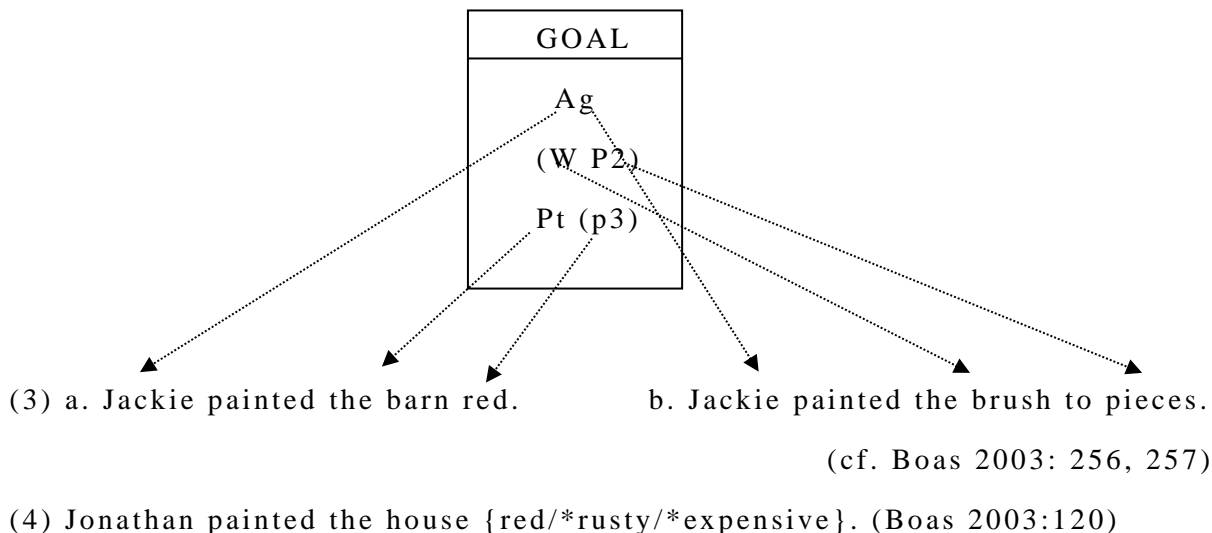 GOAL
Ag
(W P2)
Pt (p3)
(3) a. Jackie painted the barn red. b. Jackie painted the brush to pieces.
(cf. Boas 2003: 256, 257)
(4) Jonathan painted the house {red/*rusty/*expensive}. (Boas 2003:120)